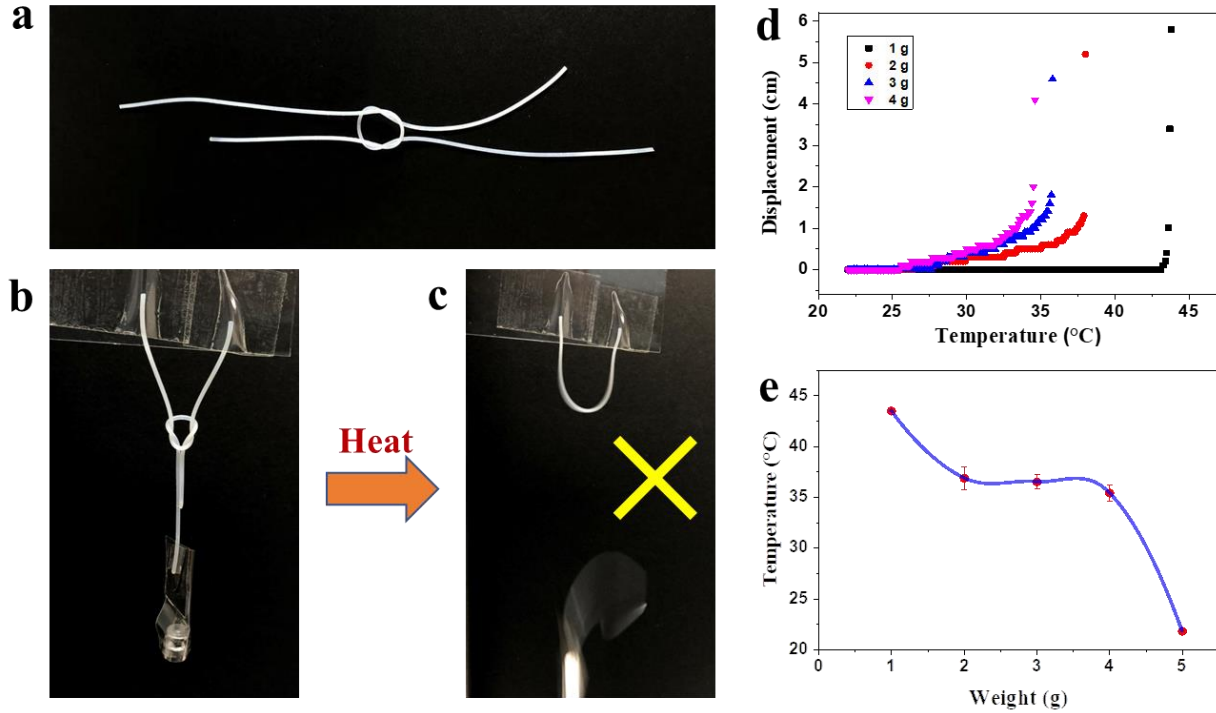 a
b
Heat
c
d
Displacement (cm)
6
5
4
3
2
1
0
1 g
2 g
3 g
4 g
20
25
30
35
40
45
Temperature (°C)
e
Temperature (°C)
45
40
35
30
25
20
0
1
2
3
4
5
Weight (g)